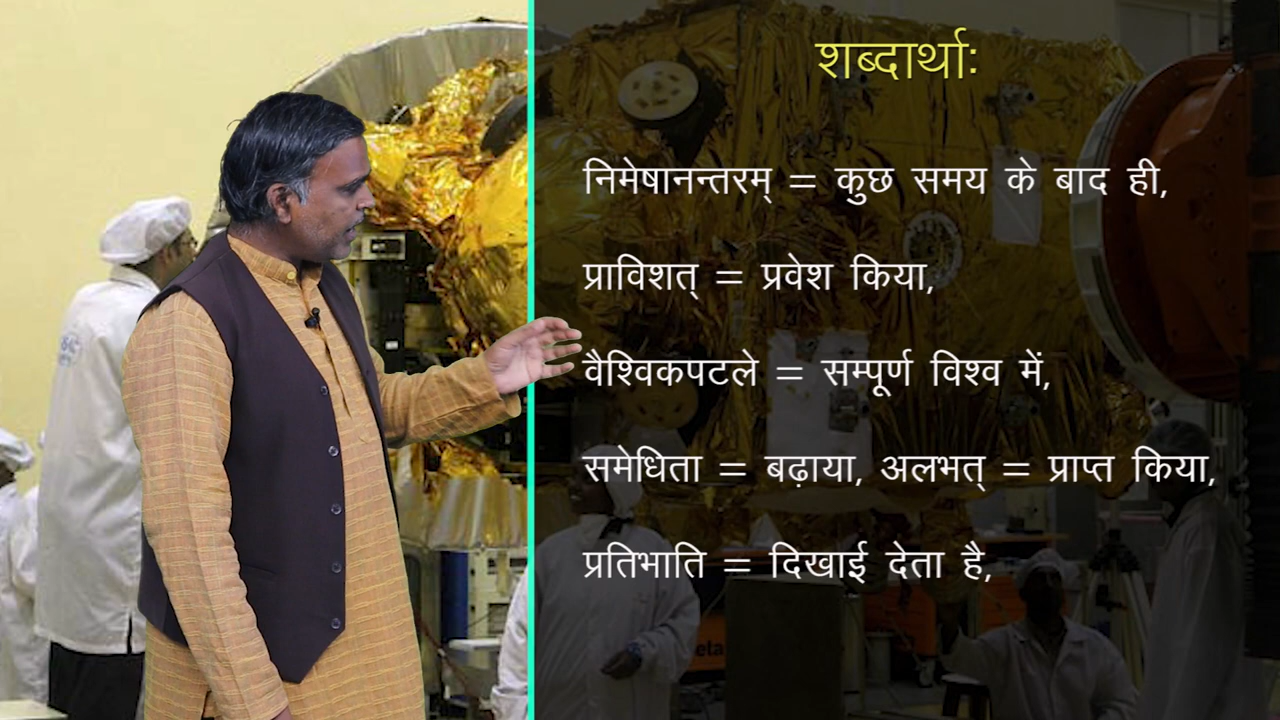 शब्दार्थाः
निमेषानन्तरम् = कुछ समय के बाद ही,
प्राविशत् = प्रवेश किया,
वैश्विकपटले = सम्पूर्ण विश्व में,
समेधिता = बढ़ाया, अलभत् = प्राप्त किया,
प्रतिभाति = दिखाई देता है,